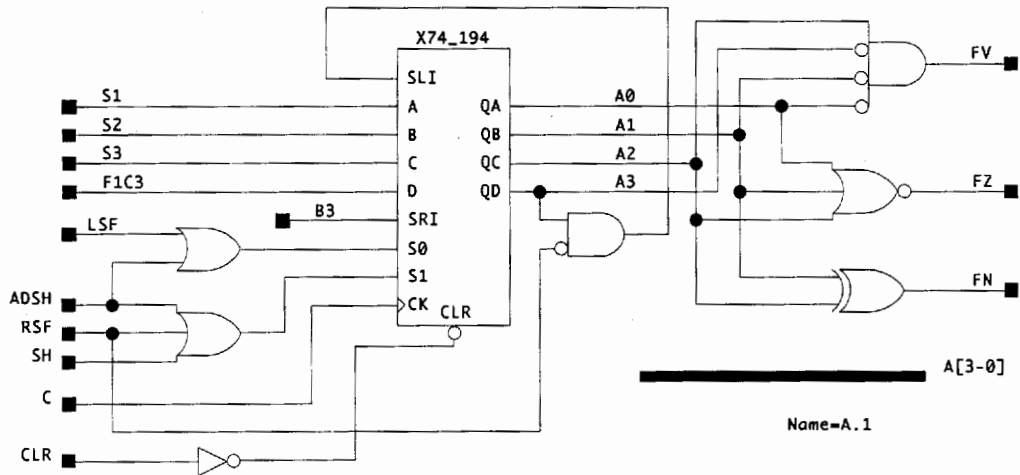 X74_194
SLI
S1 A QA A0 FV
S2 B QB A1
S3 C QC A2
F1C3 D QD A3 FZ
B3 SRI
LSF S0
S1 FN
ADSH CK CLR
RSF
SH
A[3-0]
C
Name=A.1
CLR